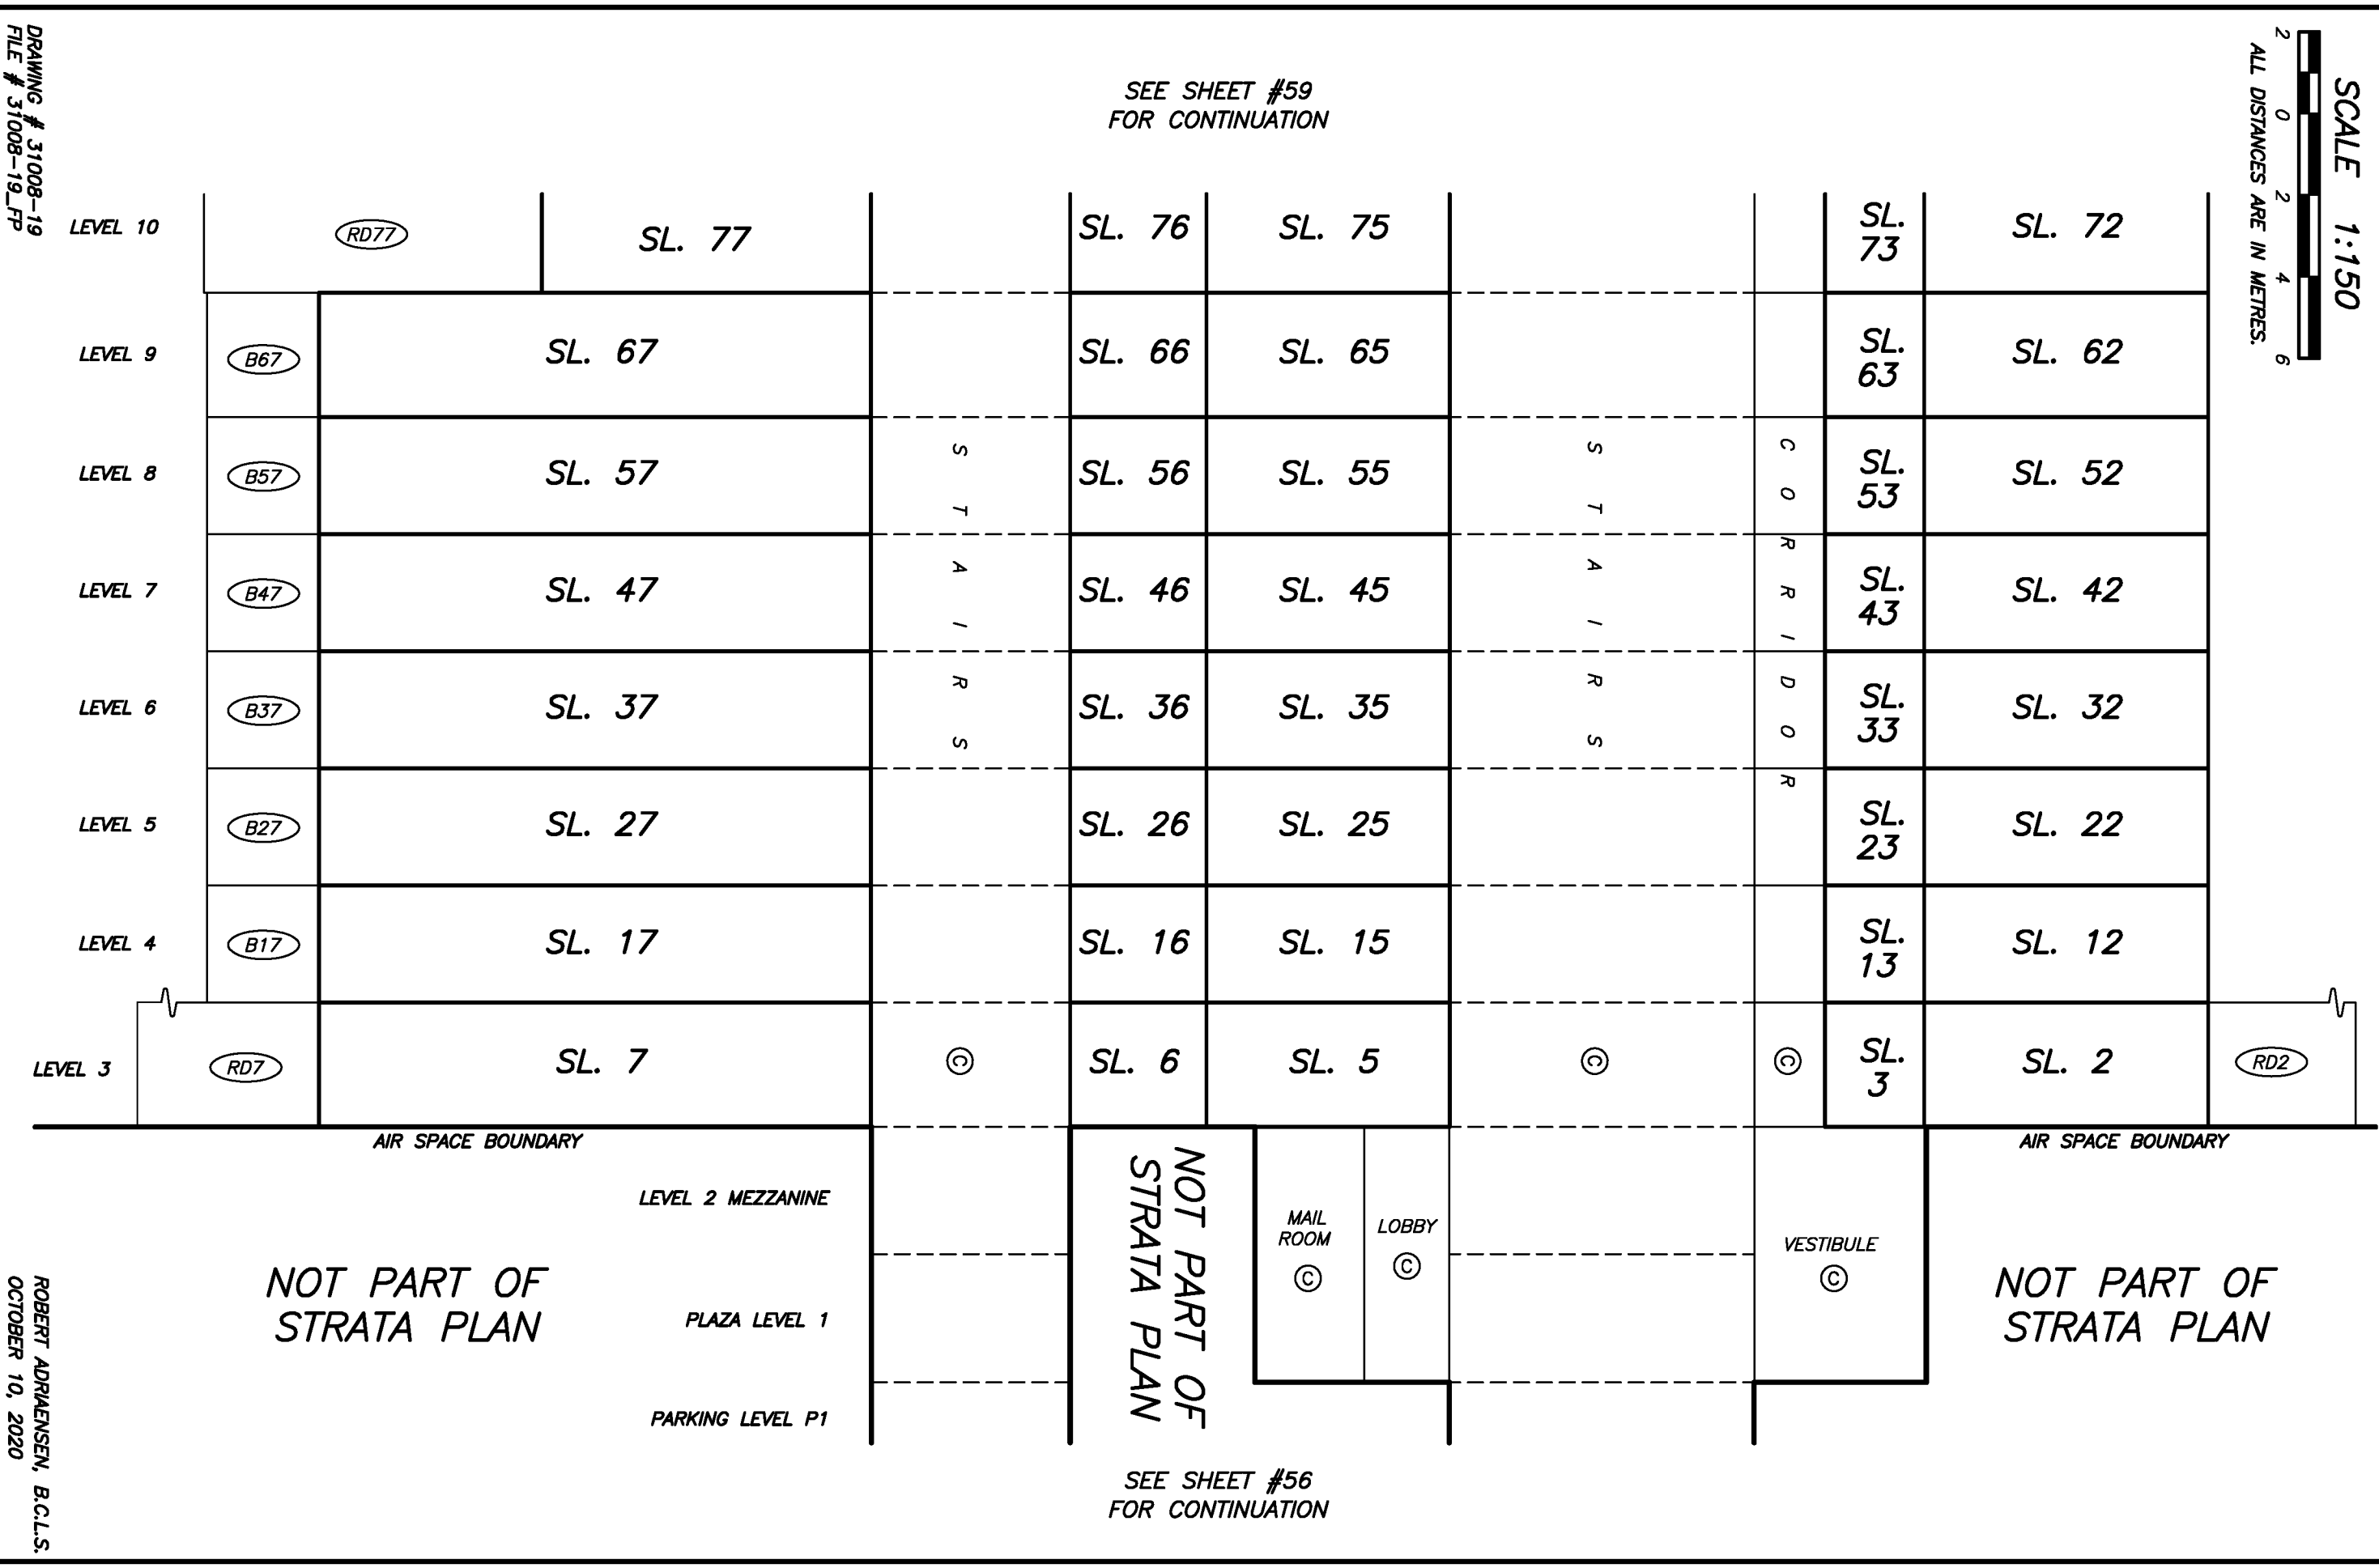 SCALE 1:150
2 0 2 4 6
ALL DISTANCES ARE IN METRES.
DRAWING # 31008-19
FILE # 31008-19_FP
SEE SHEET #59
FOR CONTINUATION
LEVEL 10 RD77 SL. 77 SL. 76 SL. 75 SL. 73 SL. 72
LEVEL 9 B67 SL. 67 SL. 66 SL. 65 SL. 63 SL. 62
LEVEL 8 B57 SL. 57 SL. 56 SL. 55 SL. 53 SL. 52
LEVEL 7 B47 SL. 47 SL. 46 SL. 45 SL. 43 SL. 42
LEVEL 6 B37 SL. 37 SL. 36 SL. 35 SL. 33 SL. 32
LEVEL 5 B27 SL. 27 SL. 26 SL. 25 SL. 23 SL. 22
LEVEL 4 B17 SL. 17 SL. 16 SL. 15 SL. 13 SL. 12
STAIRS
STAIRS
CORRIDOR
LEVEL 3 RD7 SL. 7 C SL. 6 SL. 5 C C SL. 3 SL. 2 RD2
AIR SPACE BOUNDARY
AIR SPACE BOUNDARY
LEVEL 2 MEZZANINE
PLAZA LEVEL 1
PARKING LEVEL P1
NOT PART OF
STRATA PLAN
NOT PART OF
STRATA PLAN
MAIL
ROOM
C
LOBBY
C
VESTIBULE
C
NOT PART OF
STRATA PLAN
SEE SHEET #56
FOR CONTINUATION
ROBERT ADRIAENSEN, B.C.L.S.
OCTOBER 10, 2020